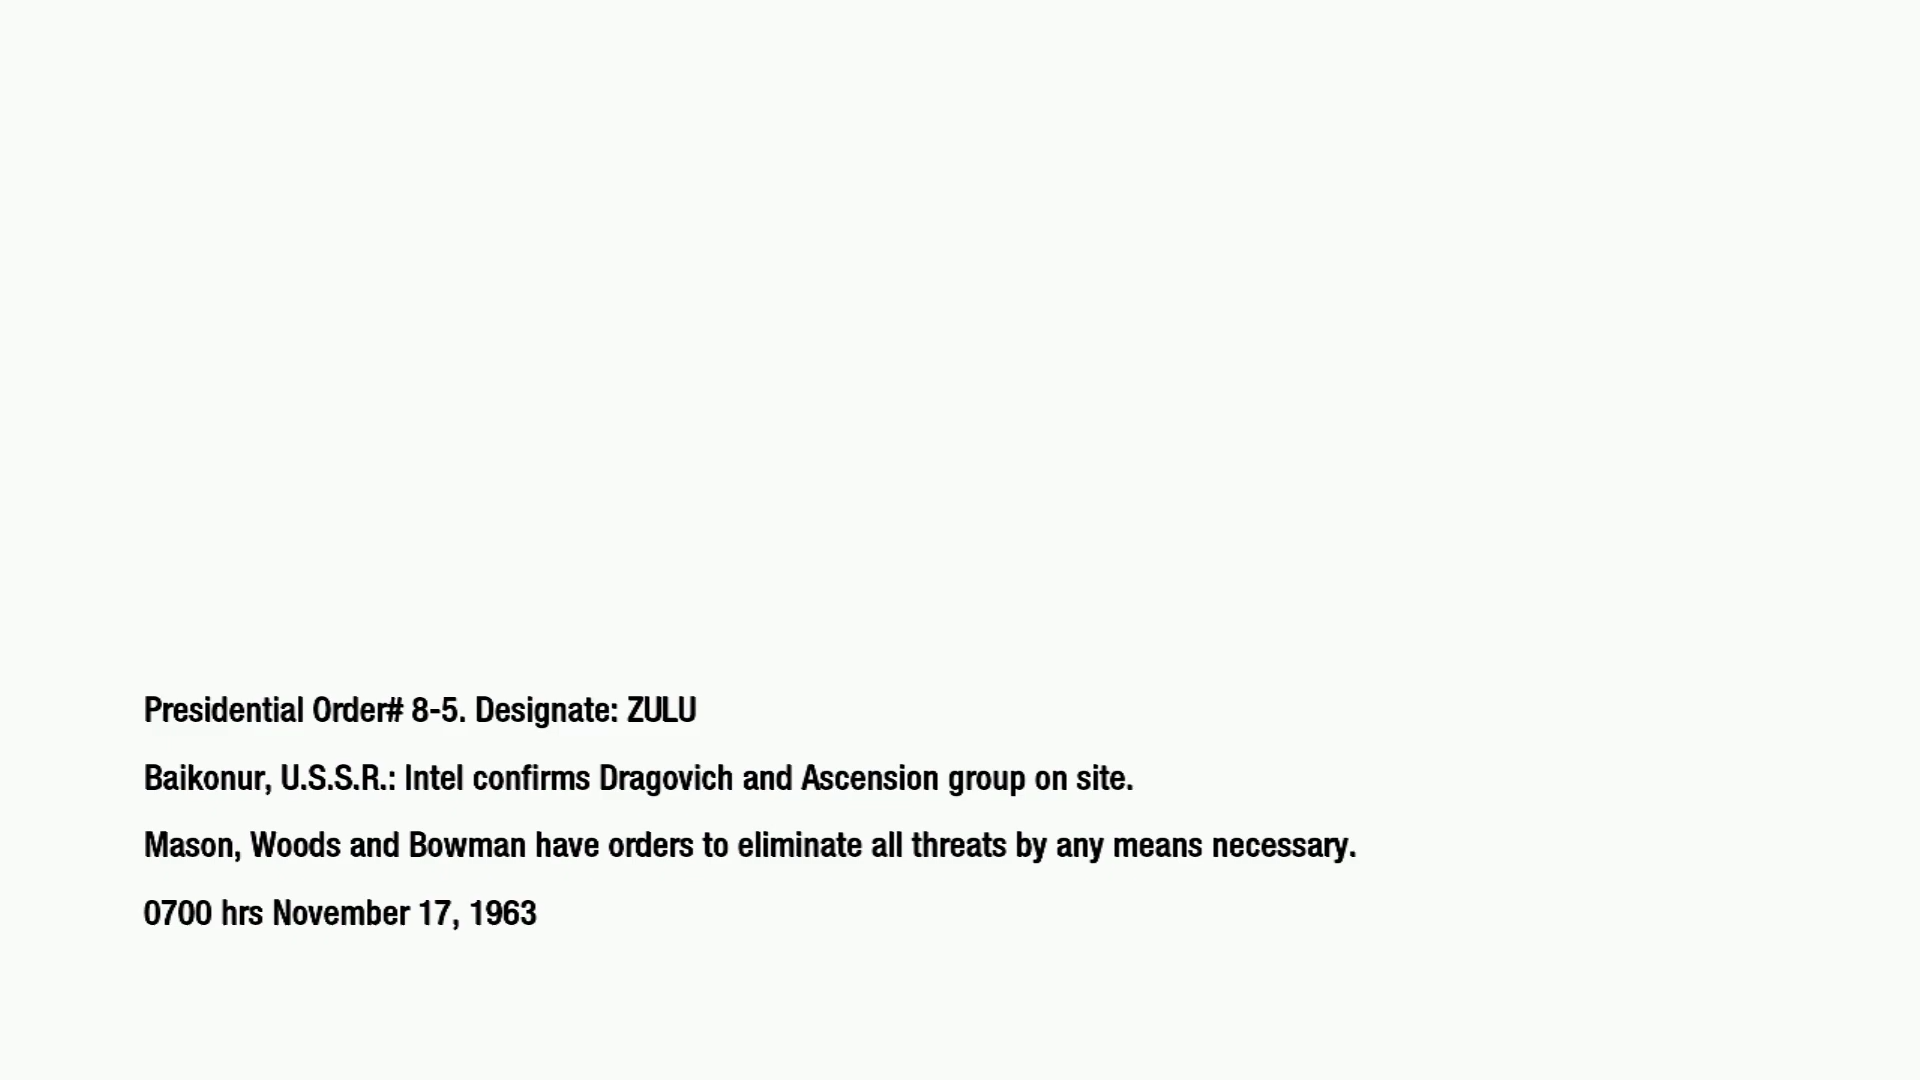 Presidential Order# 8-5. Designate: ZULU
Baikonur, U.S.S.R.: Intel confirms Dragovich and Ascension group on site.
Mason, Woods and Bowman have orders to eliminate all threats by any means necessary.
0700 hrs November 17, 1963